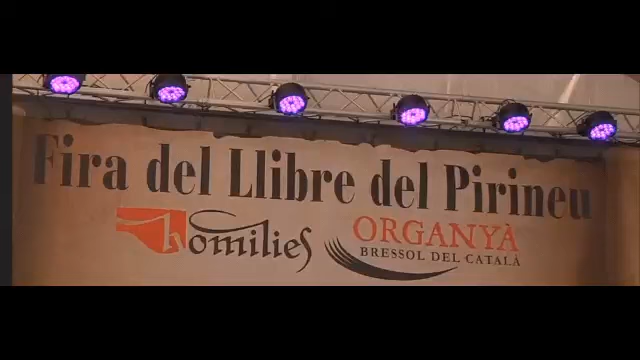 Fira del Llibre del Pirineu
homilies
ORGANYÀ
BRESSOL DEL CATALÀ